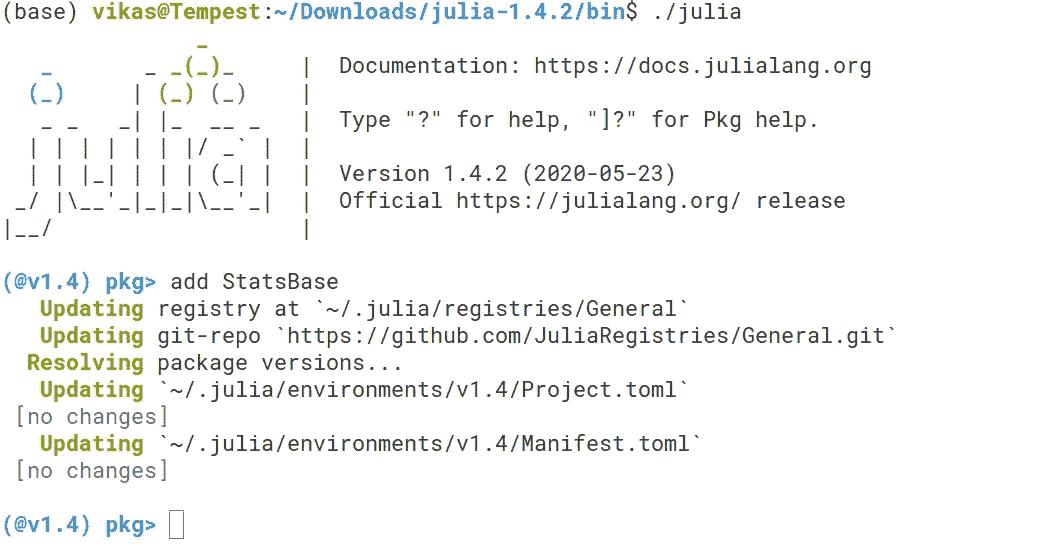 (base) vikas@Tempest:~/Downloads/julia-1.4.2/bin$ ./julia
               _
   _       _ _(_)_     |  Documentation: https://docs.julialang.org
  (_)     | (_) (_)    |
   _ _   _| |_  __ _   |  Type "?" for help, "]?" for Pkg help.
  | | | | | | |/ _` |  |
  | | |_| | | | (_| |  |  Version 1.4.2 (2020-05-23)
 _/ |\__'_|_|_|\__'_|  |  Official https://julialang.org/ release
|__/                   |
(@v1.4) pkg> add StatsBase
   Updating registry at `~/.julia/registries/General`
   Updating git-repo `https://github.com/JuliaRegistries/General.git`
  Resolving package versions...
   Updating `~/.julia/environments/v1.4/Project.toml`
 [no changes]
   Updating `~/.julia/environments/v1.4/Manifest.toml`
 [no changes]
(@v1.4) pkg>